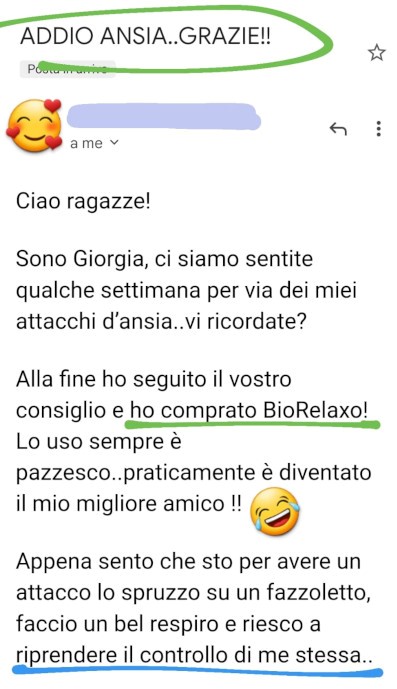 ADDIO ANSIA..GRAZIE!!
Posta in arrivo
a me
Ciao ragazze!
Sono Giorgia, ci siamo sentite
qualche settimana per via dei miei
attacchi d'ansia..vi ricordate?
Alla fine ho seguito il vostro
consiglio e ho comprato BioRelaxo!
Lo uso sempre è
pazzesco..praticamente è diventato
il mio migliore amico !!
Appena sento che sto per avere un
attacco lo spruzzo su un fazzoletto,
faccio un bel respiro e riesco a
riprendere il controllo di me stessa..